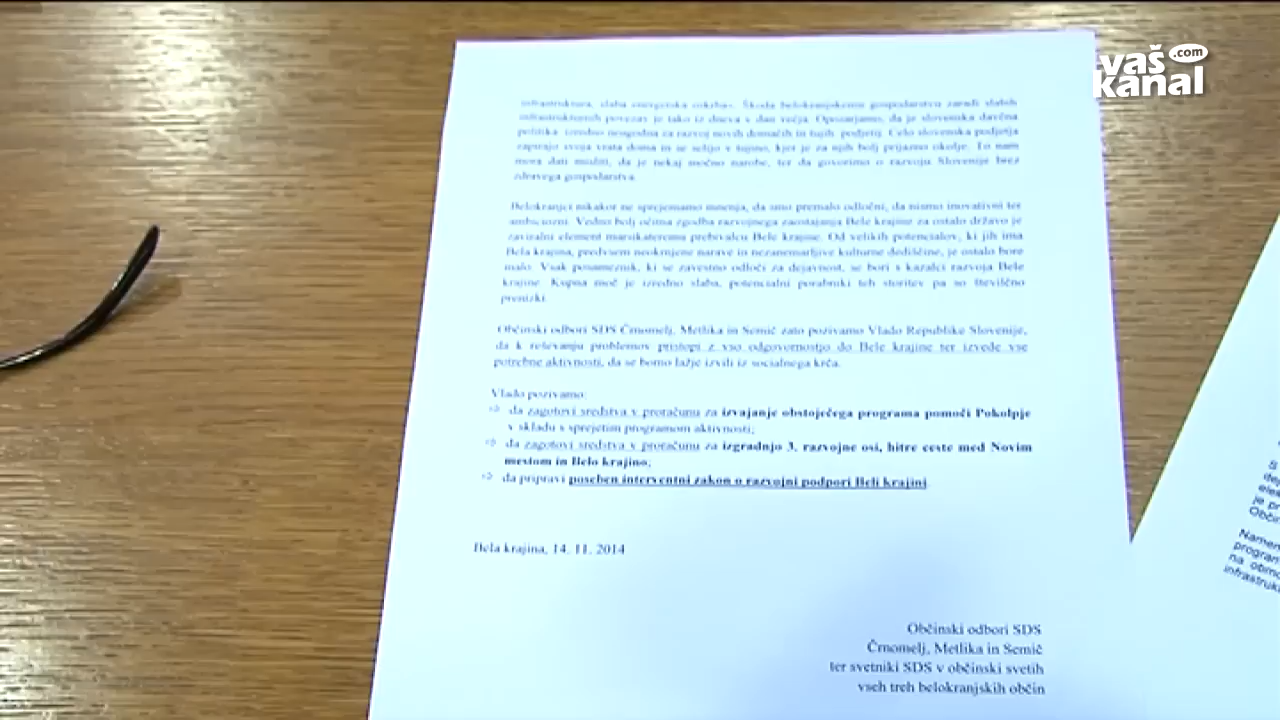 vaš.com
kanal
infrastruktura, slaba energetska oskrba«. Škoda belokranjskemu gospodarstvu zaradi slabih
infrastrukturnih povezav je tako iz dneva v dan večja. Opozarjamo, da je slovenska davčna
politika izredno neugodna za razvoj novih domačih in tujih podjetij. Celo slovenska podjetja
zapirajo svoja vrata doma in se selijo v tujino, kjer je za njih bolj prijazno okolje. To nam
mora dati misliti, da je nekaj močno narobe, ter da govorimo o razvoju Slovenije brez
zdravega gospodarstva.
Belokranjci nikakor ne sprejemamo mnenja, da smo premalo odločni, da nismo inovativni ter
ambiciozni. Vedno bolj očitna zgodba razvojnega zaostajanja Bele krajine za ostalo državo je
zaviralni element marsikateremu prebivalcu Bele krajine. Od velikih potencialov, ki jih ima
Bela krajina, predvsem neokrnjene narave in nezanemarljive kulturne dediščine, je ostalo bore
malo. Vsak posameznik, ki se zavestno odloči za dejavnost, se bori s kazalci razvoja Bele
krajine. Kupna moč je izredno slaba, potencialni porabniki teh storitev pa so številčno
prenizki.
Občinski odbori SDS Črnomelj, Metlika in Semič zato pozivamo Vlado Republike Slovenije,
da k reševanju problemov pristopi z vso odgovornostjo do Bele krajine ter izvede vse
potrebne aktivnosti, da se bomo lažje izvili iz socialnega krča.
Vlado pozivamo:
⇨ da zagotovi sredstva v proračunu za izvajanje obstoječega programa pomoči Pokolpje
v skladu s sprejetim programom aktivnosti;
⇨ da zagotovi sredstva v proračunu za izgradnjo 3. razvojne osi, hitre ceste med Novim
mestom in Belo krajino;
⇨ da pripravi poseben interventni zakon o razvojni podpori Beli krajini.
Bela krajina, 14. 11. 2014
Občinski odbori SDS
Črnomelj, Metlika in Semič
ter svetniki SDS v občinski svetih
vseh treh belokranjskih občin
je
Občin
Namen
program
na obmo
infrastruk